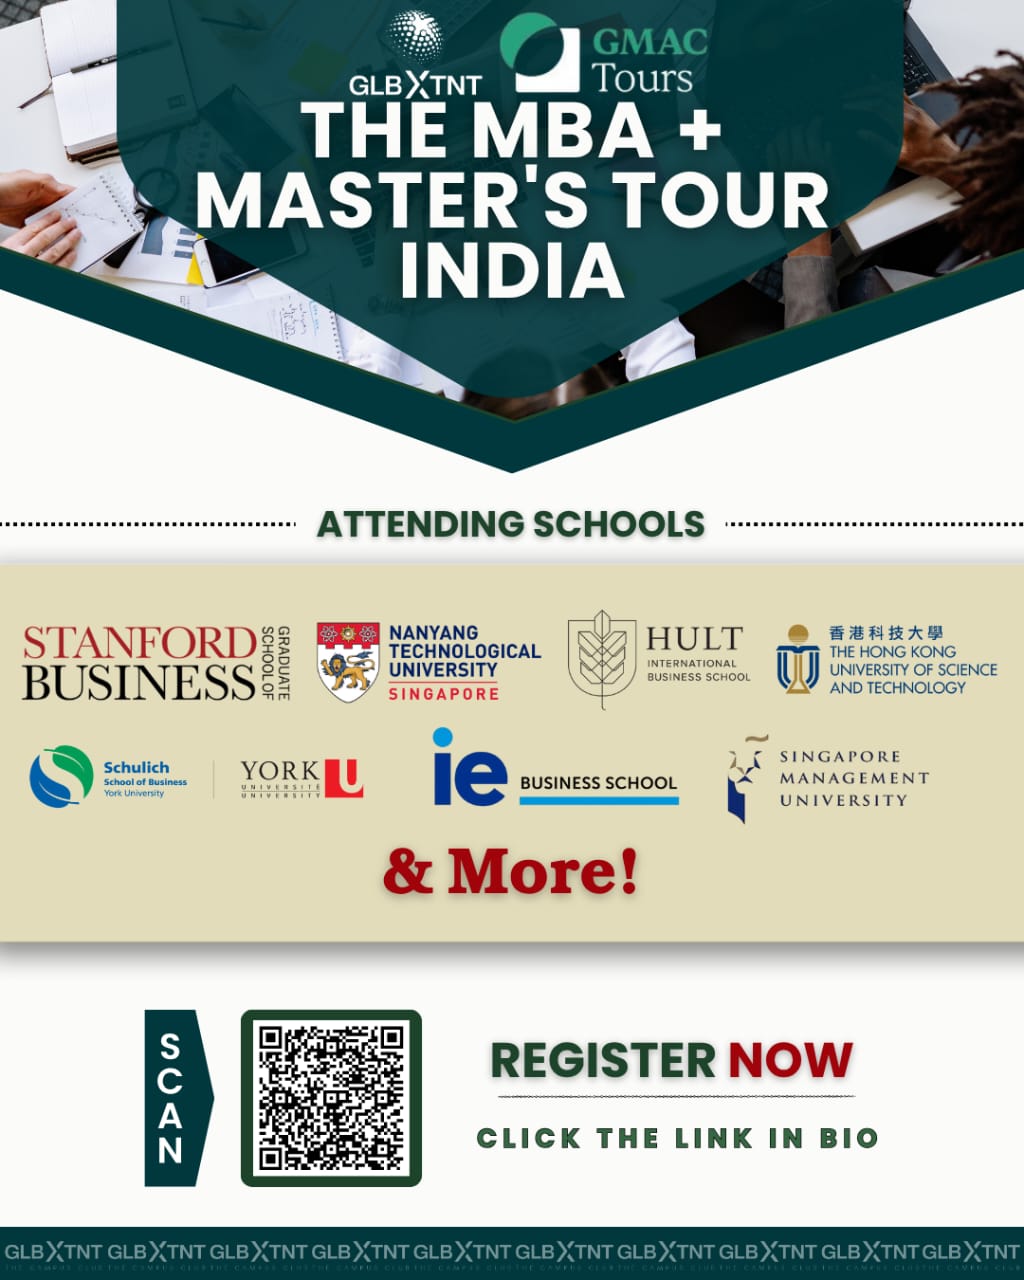 GLBXTNT
GMAC
Tours
THE MBA +
MASTER'S TOUR
INDIA
ATTENDING SCHOOLS
STANFORD
BUSINESS
GRADUATE
SCHOOL OF
NANYANG
TECHNOLOGICAL
UNIVERSITY
SINGAPORE
HULT
INTERNATIONAL
BUSINESS SCHOOL
香港科技大學
THE HONG KONG
UNIVERSITY OF SCIENCE
AND TECHNOLOGY
Schulich
School of Business
York University
YORK U
UNIVERSITÉ
UNIVERSITY
ie BUSINESS SCHOOL
SINGAPORE
MANAGEMENT
UNIVERSITY
& More!
SCAN
REGISTER NOW
CLICK THE LINK IN BIO
GLBXTNT GLBXTNT GLBXTNT GLBXTNT GLBXTNT GLBXTNT GLBXTNT GLBXTNT GLBXTNT GLBXTNT